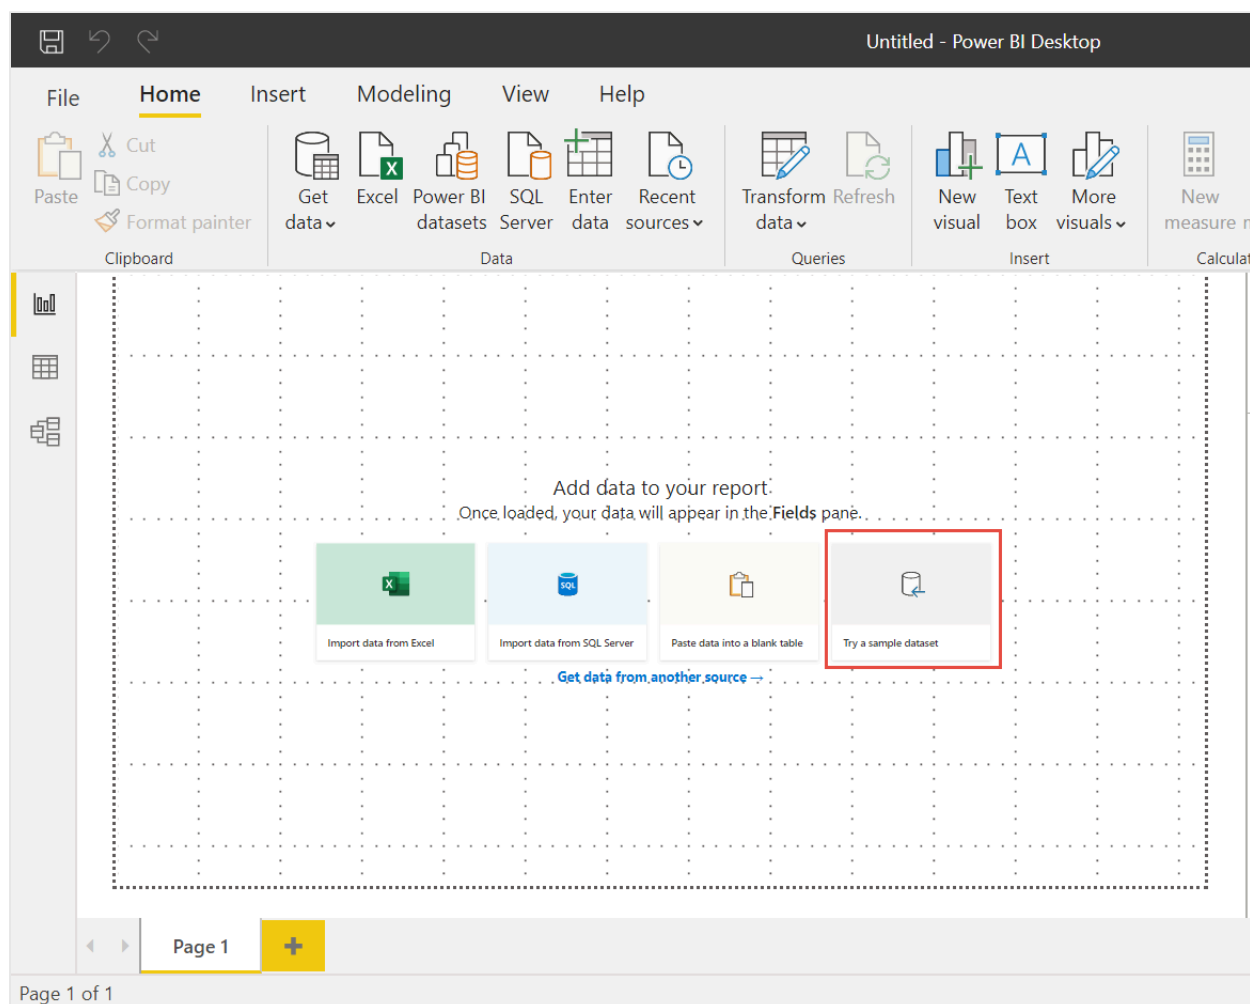 Untitled - Power BI Desktop
File Home Insert Modeling View Help
Paste
Cut
Copy
Format painter
Clipboard
Get
data
Excel
Power BI
datasets
SQL
Server
Enter
data
Recent
sources
Data
Transform
data
Refresh
Queries
New
visual
A
Text
box
More
visuals
Insert
New
measure
Add data to your report
Once loaded, your data will appear in the Fields pane.
X
Import data from Excel
SQL
Import data from SQL Server
Paste data into a blank table
Try a sample dataset
Get data from another source →
Page 1
Page 1 of 1